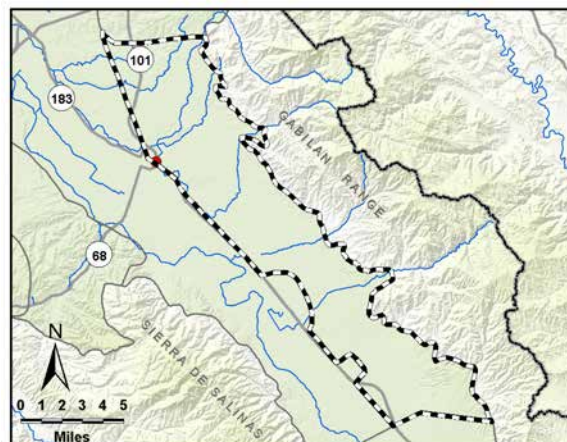 101
183
GABILAN RANGE
68
SIERRA DE SALINAS
N
0 1 2 3 4 5
Miles